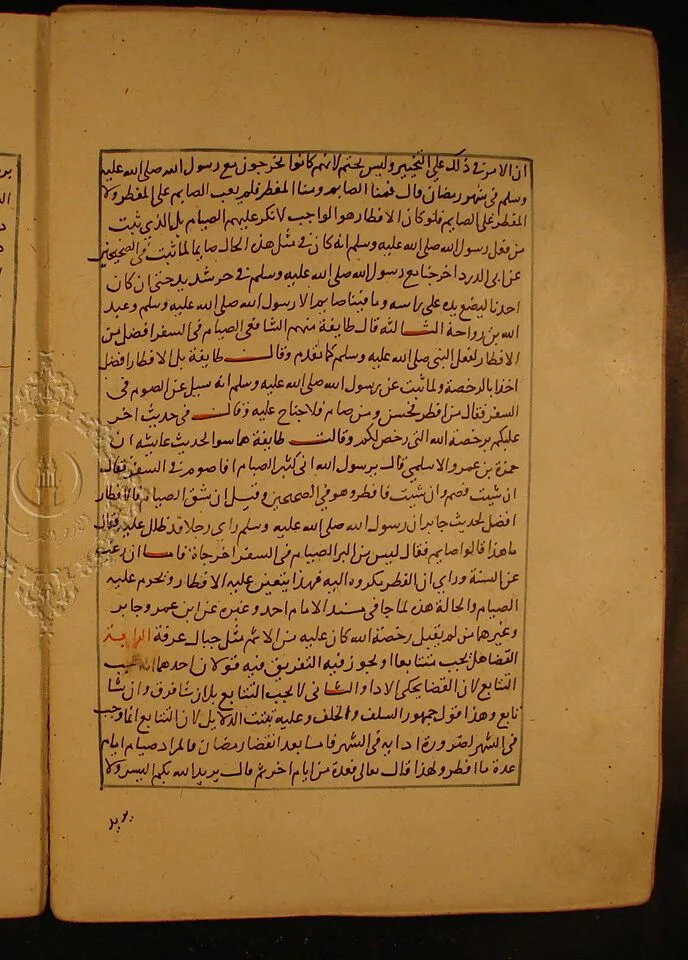 ان الامر في ذلك على التخيير وليس بحتم لانهم كانوا يخرجون مع رسول الله صلى الله عليه
وسلم في شهر رمضان قال فمنا الصايم ومنا المفطر فلم يعب الصايم على المفطر ولا
المفطر على الصايم فلو كان الافطار هو الواجب لانكر عليهم الصيام بل الذي ثبت
من فعل رسول الله صلى الله عليه وسلم انه كان في مثل هذه الحاله صايما لما ثبت في الصحيحين
عن ابي الدرد اخرجنا مع رسول الله صلى الله عليه وسلم في حر شديد حتى ان كان
احدنا ليضع يده على راسه وما فينا صايم الا رسول الله صلى الله عليه وسلم وعبد
الله بن رواحة الثالثه قال طايفة منهم الشافعي الصيام في السفر افضل من
الافطار لفعل النبي صلى الله عليه وسلم كما تقدم وقالت طايفة بل الافطار افضل
اخذا بالرخصة ولما ثبت عن رسول الله صلى الله عليه وسلم انه سيل عن الصوم في
السفر فقال من افطر فحسن ومن صام فلا جناح عليه وقال في حديث اخر
عليكم برخصة الله التي رخص لكم وقالت طايفة هما سوا لحديث عايشه ان
حمزة بن عمرو الاسلمي قال يرسول الله اني كثير الصيام افاصوم في السفر فقال
ان شيت فصم وان شيت فافطر وهو في الصحيحين وقيل ان شق الصيام فالافطار
افضل لحديث جابر ان رسول الله صلى الله عليه وسلم راى رجلا قد ظلل عليه فقال
ما هذا قالوا صايم فقال ليس من البر الصيام في السفر اخرجاه فاما ان رغب
عن السنة وراى ان الفطر مكروه اليه فهذا يتعين عليه الافطار ويحرم عليه
الصيام والحالة هذه لما جا في مسند الامام احمد وغيره عن ابن عمر وجابر
وغيرهما من لم يقبل رخصة الله كان عليه من الاثم مثل جبال عرفة الرابعة
القضا هل يجب متتابعا او يجوز فيه التفريق فيه قولان احدهما انه يجب
التتابع لان القضا يحكي الادا والثاني لا يجب التتابع بل ان شا فرق وان شا
تابع وهذا قول جمهور السلف والخلف وعليه ثبتت الدلايل لان التتابع انما وجب
في الشهر لضرورة ادايه في الشهر فاما بعد انقضا رمضان فالمراد صيام ايام
عدة ما افطر ولهذا قال تعالى فعدة من ايام اخر ثم قال يريد الله بكم اليسر ولا
يريد